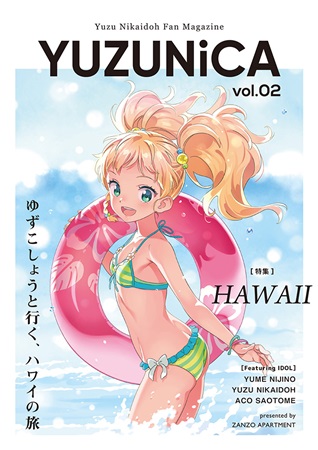 Yuzu Nikaidoh Fan Magazine
YUZUNiCA
vol.02
ゆずこしょうと行く、ハワイの旅
[特集]
HAWAII
[Featuring IDOL]
YUME NIJINO
YUZU NIKAIDOH
ACO SAOTOME
presented by
ZANZO APARTMENT